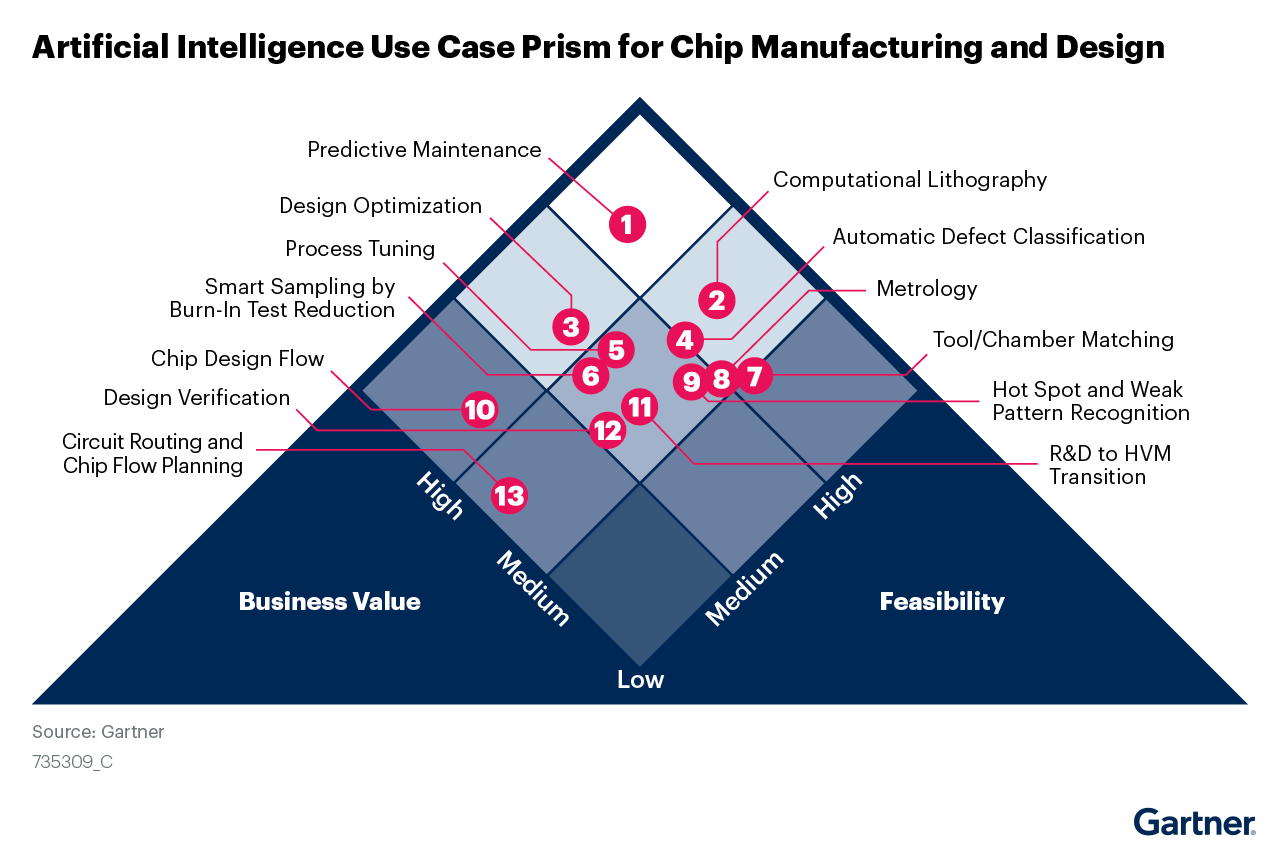 Artificial Intelligence Use Case Prism for Chip Manufacturing and Design
Predictive Maintenance
Computational Lithography
Design Optimization
Automatic Defect Classification
Process Tuning
Smart Sampling by
Burn-In Test Reduction
Metrology
Tool/Chamber Matching
Chip Design Flow
Hot Spot and Weak
Pattern Recognition
Design Verification
Circuit Routing and
Chip Flow Planning
R&D to HVM
Transition
1
2
3
4
5
6
9
8
7
10
11
12
13
High
High
Medium
Medium
Business Value
Feasibility
Low
Source: Gartner
735309_C
Gartner